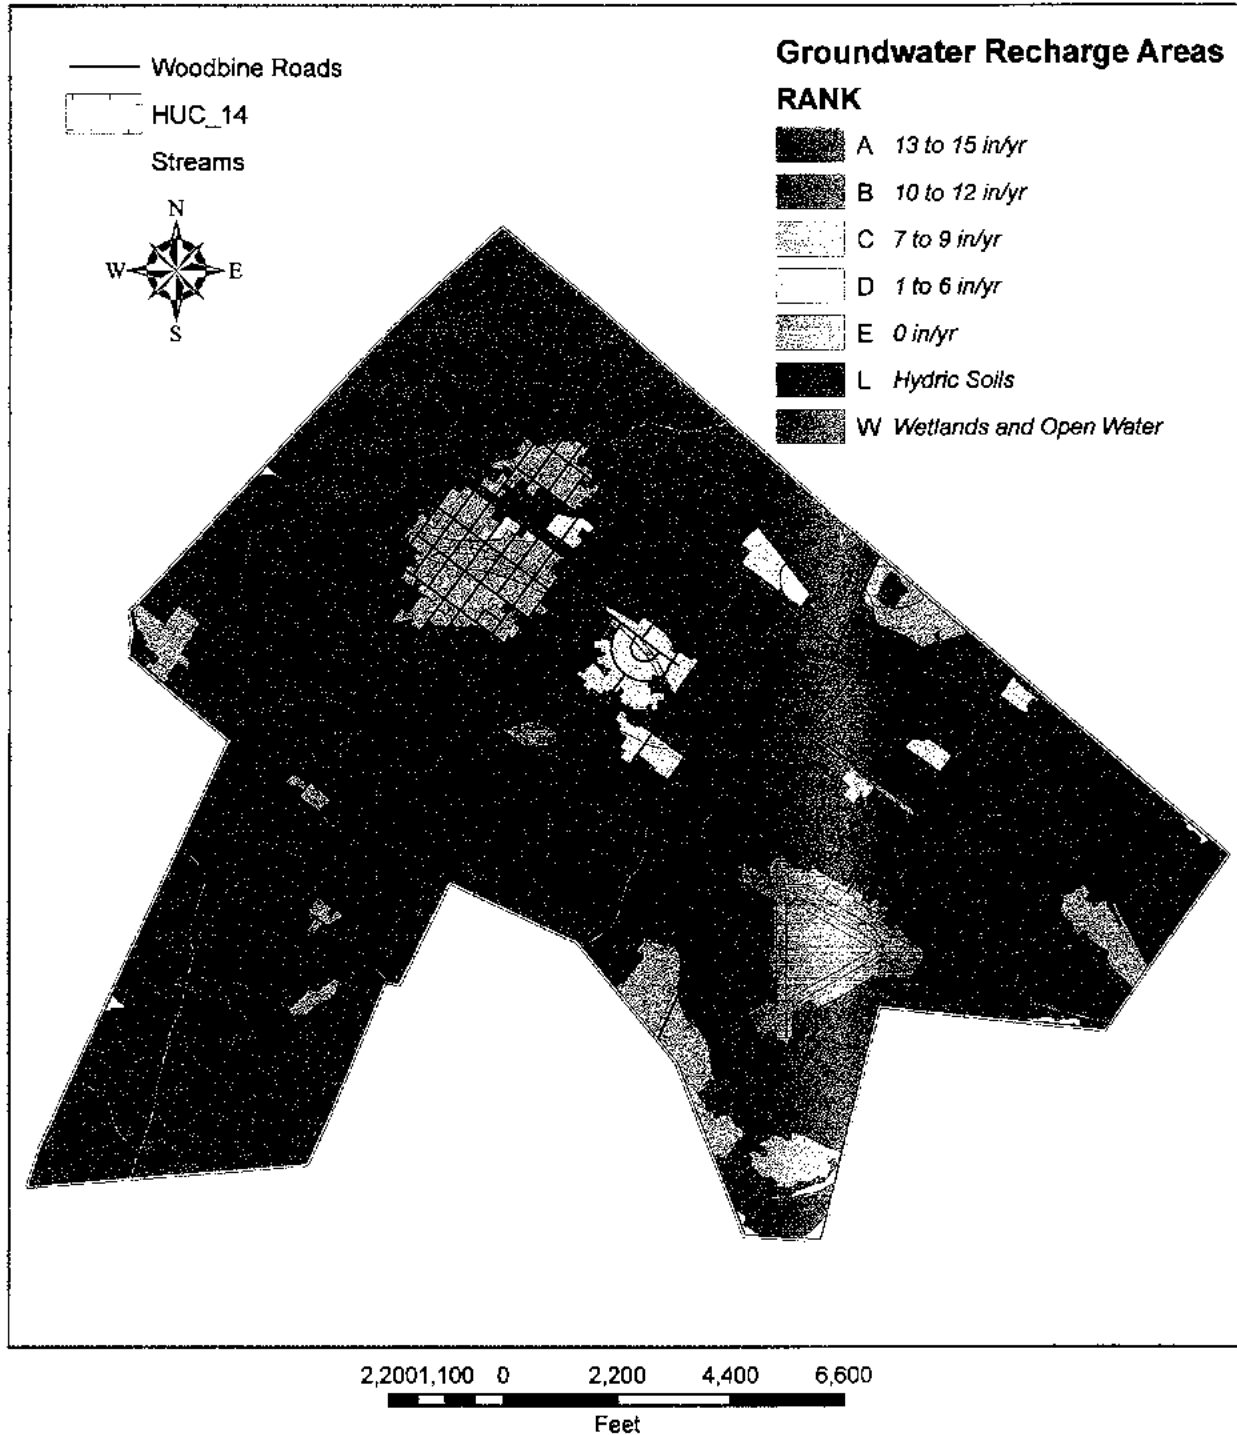 Woodbine Roads
HUC_14
Streams
N
W E
S
Groundwater Recharge Areas
RANK
A 13 to 15 in/yr
B 10 to 12 in/yr
C 7 to 9 in/yr
D 1 to 6 in/yr
E 0 in/yr
L Hydric Soils
W Wetlands and Open Water
2,2001,100 0 2,200 4,400 6,600
Feet